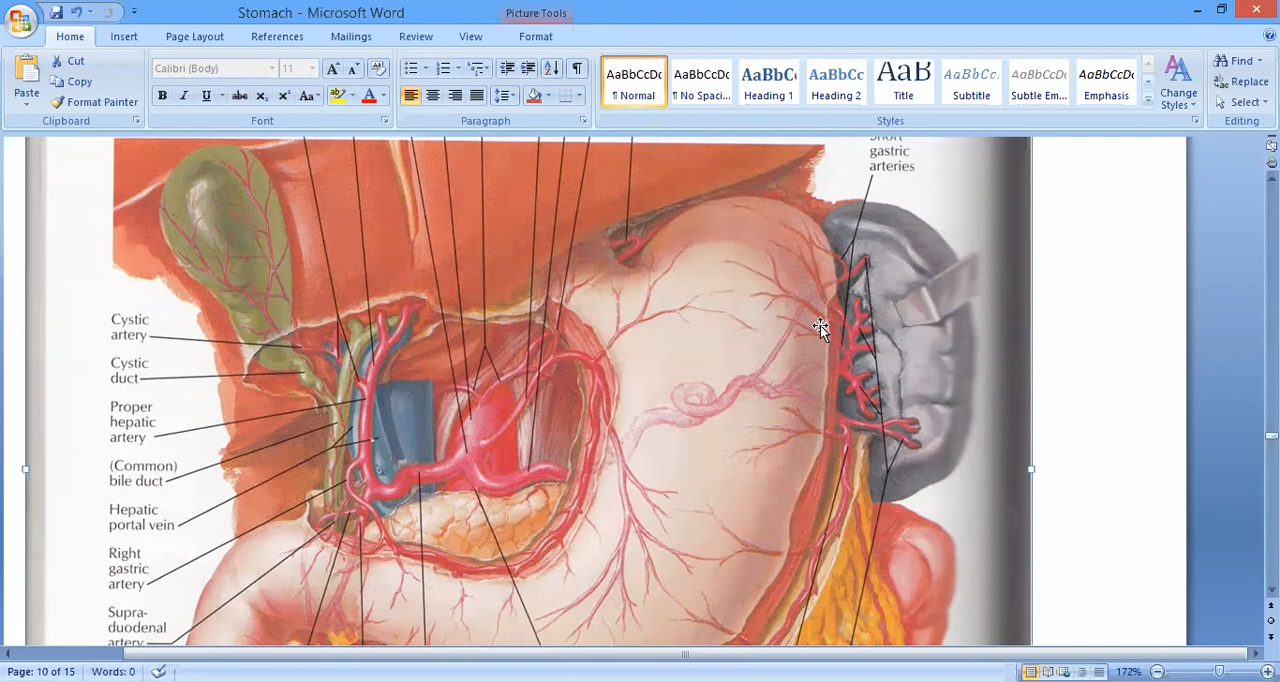 Stomach - Microsoft Word
Picture Tools
Home Insert Page Layout References Mailings Review View Format
Cut
Copy
Format Painter
Paste
Clipboard
Calibri (Body) 11
Font
Paragraph
AaBbCcDc AaBbCcDc AaBbC AaBbCc AaB AaBbCc. AaBbCcDc AaBbCcDc
¶ Normal ¶ No Spaci... Heading 1 Heading 2 Title Subtitle Subtle Em... Emphasis
Change
Styles
Styles
Find
Replace
Select
Editing
Short
gastric
arteries
Cystic
artery
Cystic
duct
Proper
hepatic
artery
(Common)
bile duct
Hepatic
portal vein
Right
gastric
artery
Supra-
duodenal
artery
Page: 10 of 15 Words: 0 172%